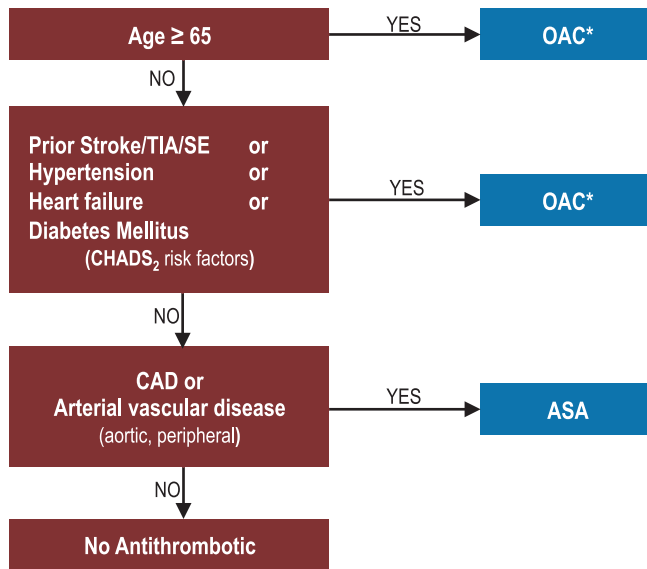 Age ≥ 65
YES
OAC*
NO
Prior Stroke/TIA/SE or
Hypertension or
Heart failure or
Diabetes Mellitus
(CHADS₂ risk factors)
YES
OAC*
NO
CAD or
Arterial vascular disease
(aortic, peripheral)
YES
ASA
NO
No Antithrombotic